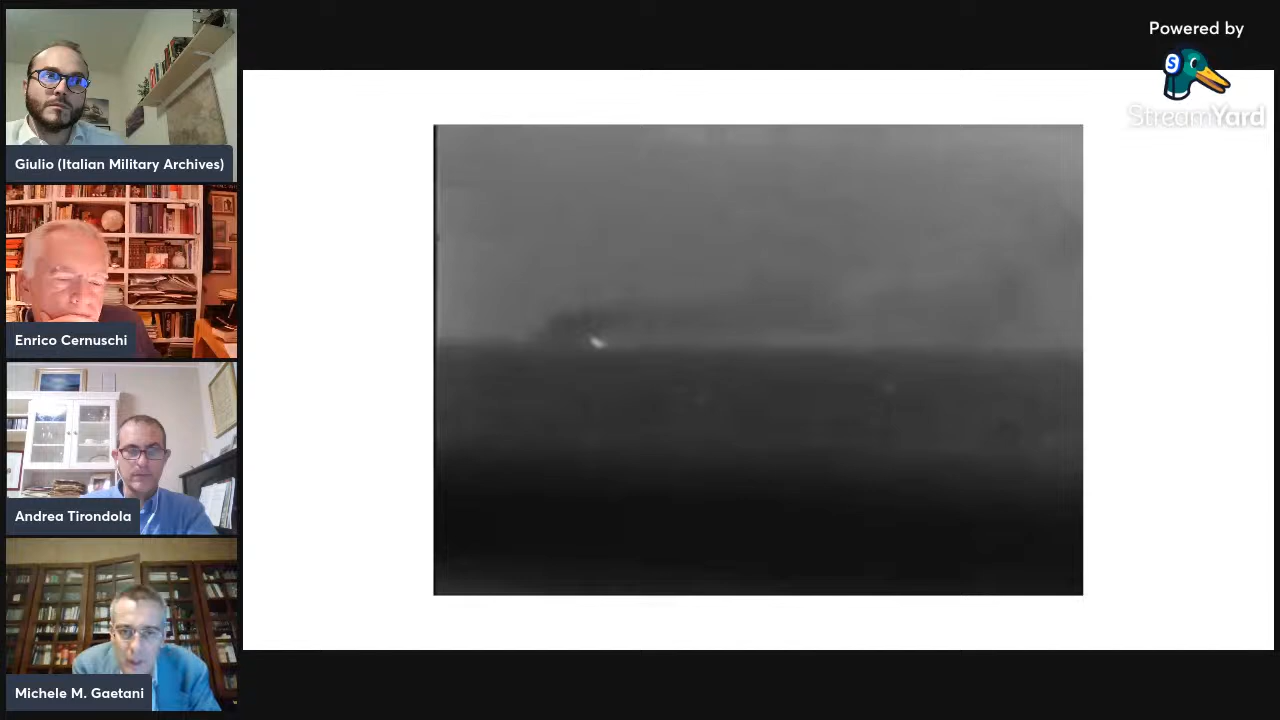 Powered by
S
StreamYard
Giulio (Italian Military Archives)
Enrico Cernuschi
Andrea Tirondola
Michele M. Gaetani